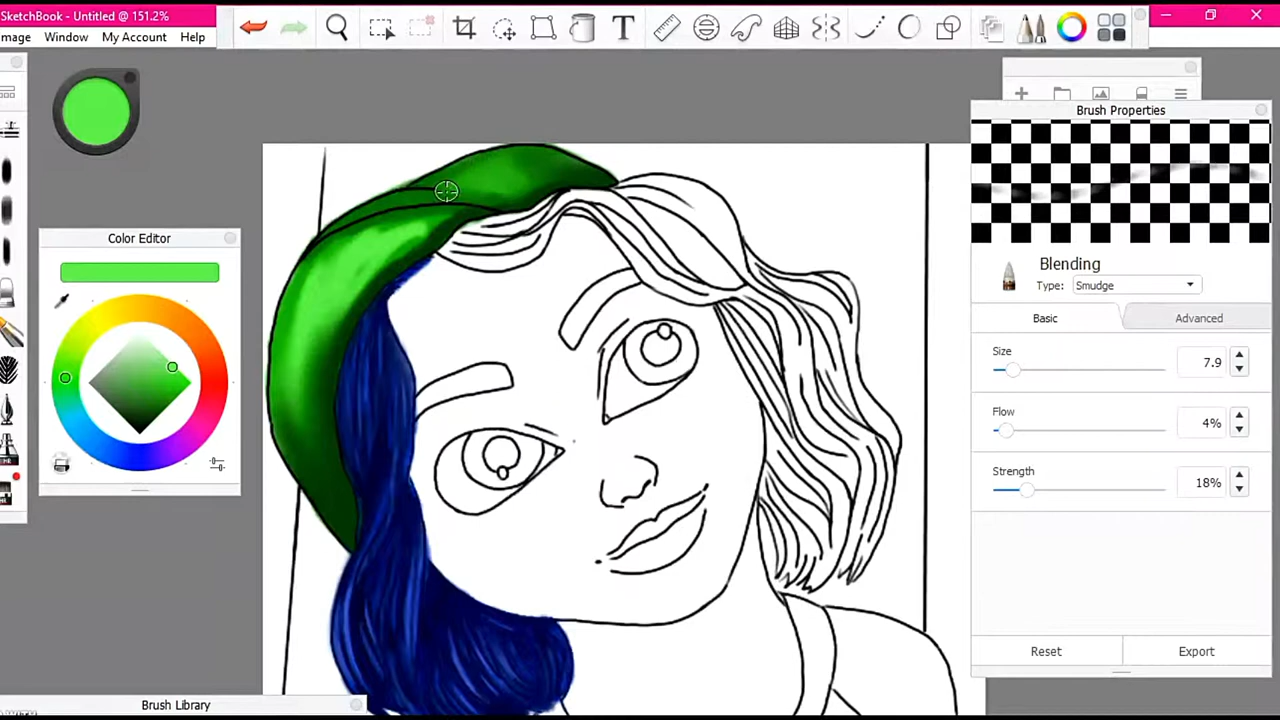 SketchBook - Untitled @ 151.2%
mage Window My Account Help
T
Brush Properties
Color Editor
Blending
Type: Smudge
Basic Advanced
Size 7.9
Flow 4%
Strength 18%
Reset Export
Brush Library